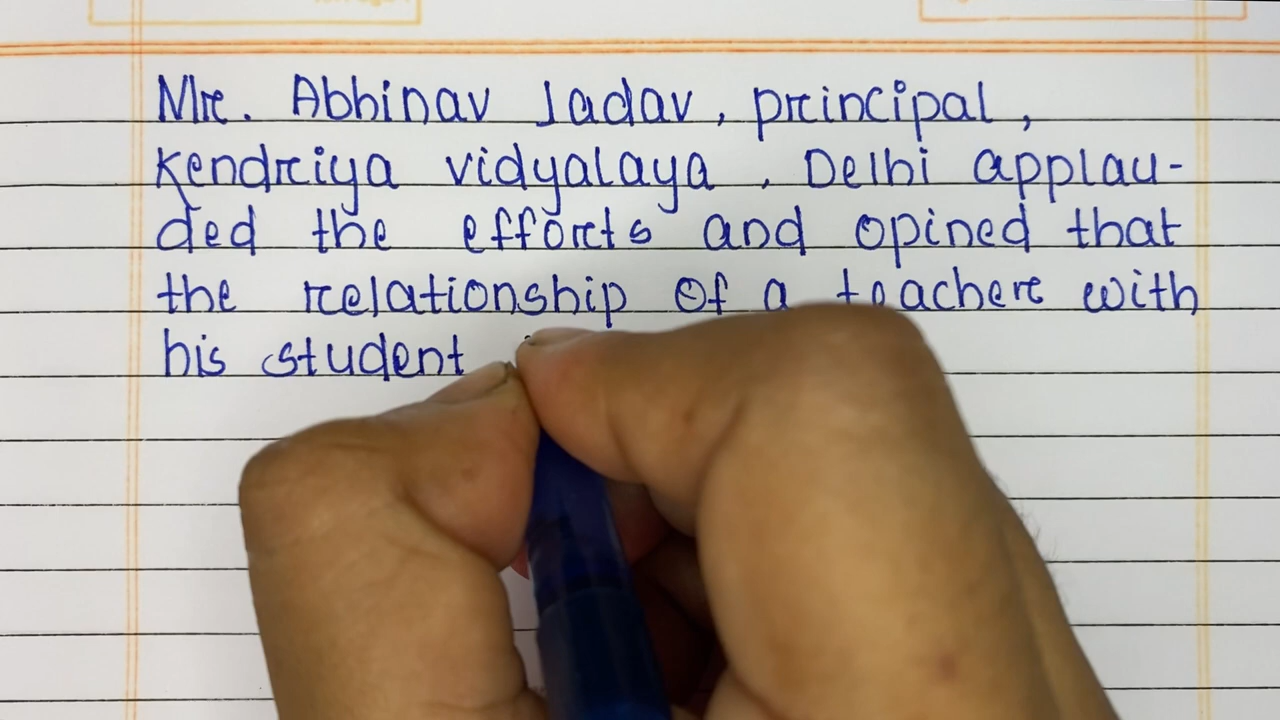 Mr. Abhinav Jadav, principal,
Kendriya vidyalaya, Delhi applau-
ded the efforts and opined that
the relationship of a teacher with
his student